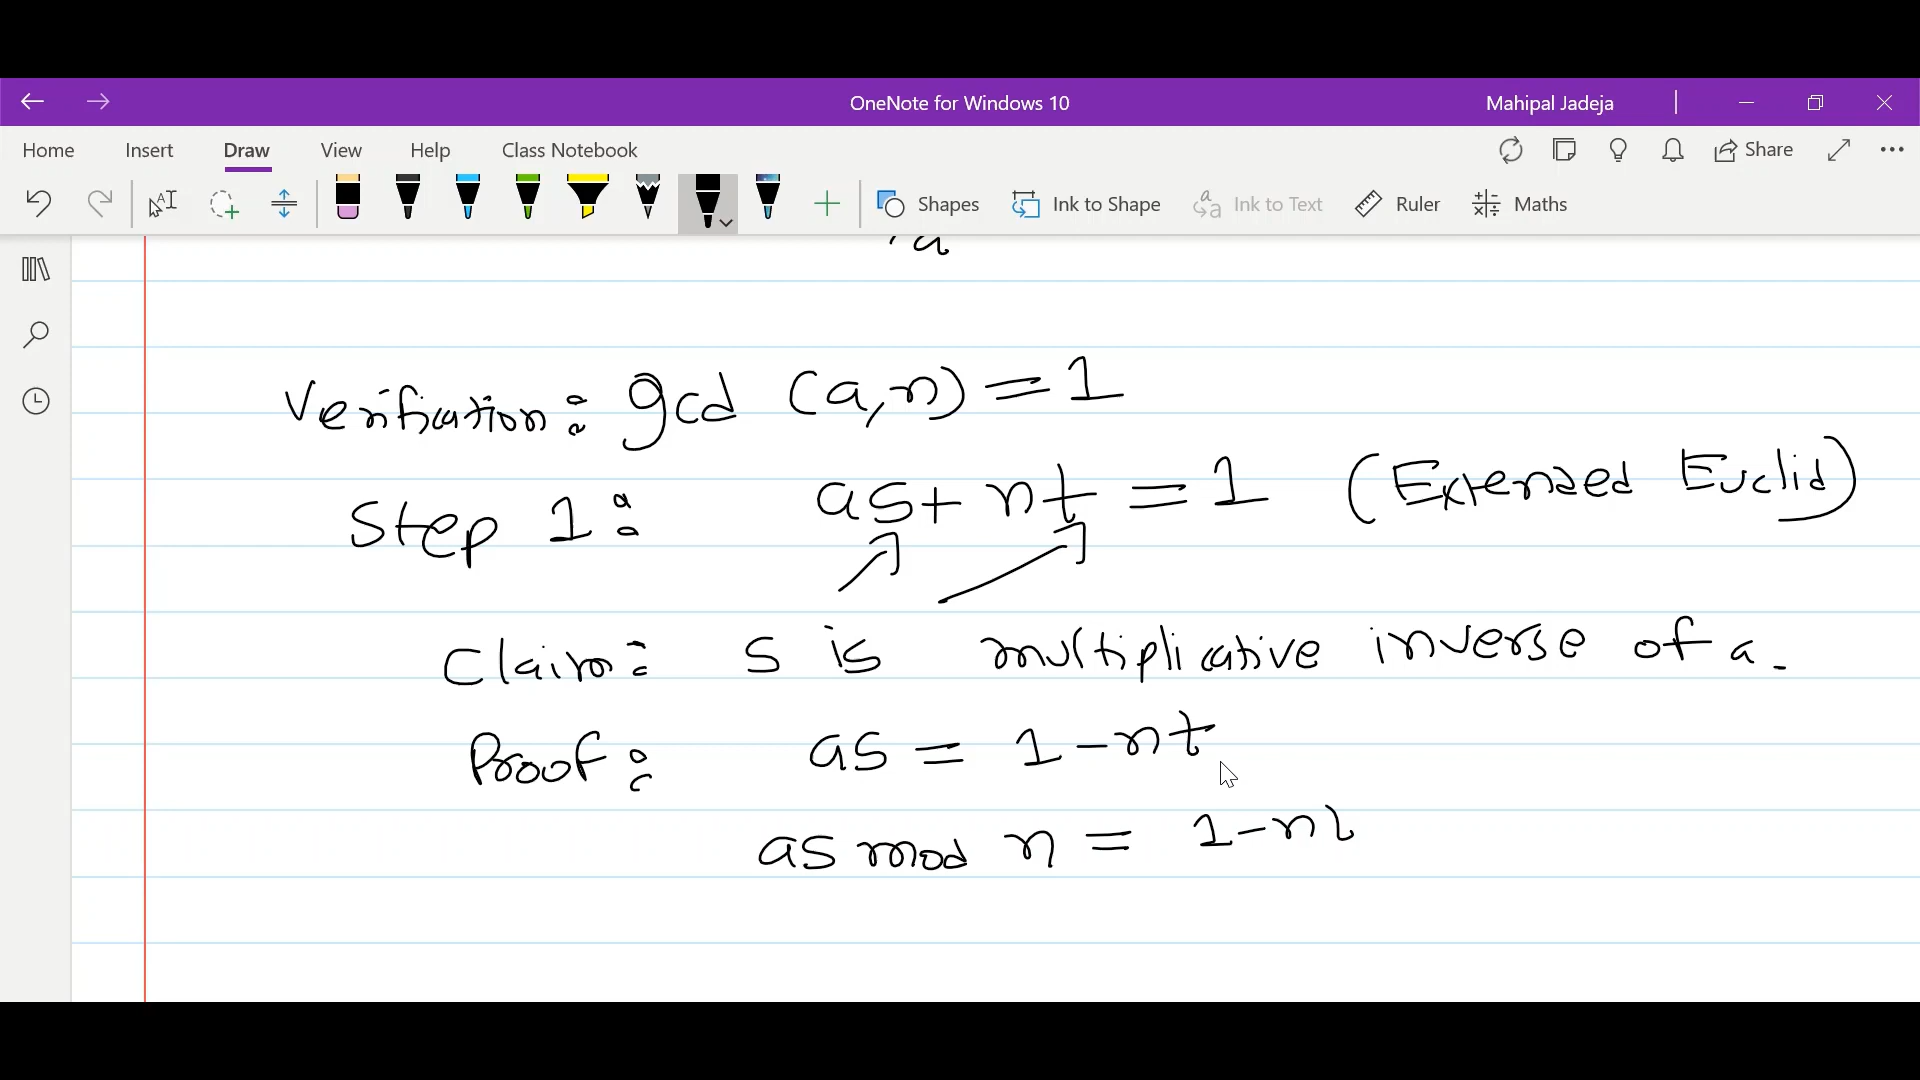 OneNote for Windows 10
Mahipal Jadeja
Home Insert Draw View Help Class Notebook Share
Shapes Ink to Shape Ink to Text Ruler Maths
a
Verification: gcd (a,n) = 1
Step 1: as + nt = 1 (Extended Euclid)
Claim: s is multiplicative inverse of a.
Proof: as = 1 - nt
as mod n = 1 - n